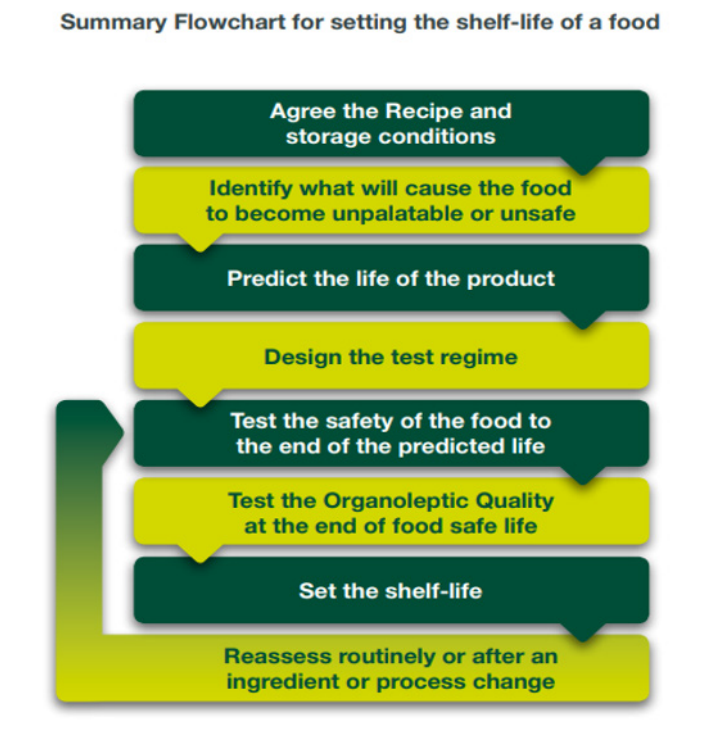 Summary Flowchart for setting the shelf-life of a food
Agree the Recipe and
storage conditions
Identify what will cause the food
to become unpalatable or unsafe
Predict the life of the product
Design the test regime
Test the safety of the food to
the end of the predicted life
Test the Organoleptic Quality
at the end of food safe life
Set the shelf-life
Reassess routinely or after an
ingredient or process change